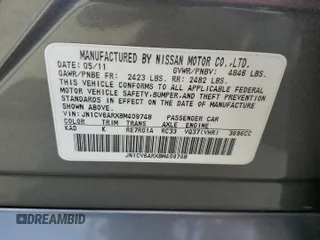 MANUFACTURED BY NISSAN MOTOR CO.,LTD.
DATE: 05/11 GVWR/PNBV: 4846 LBS.
GAWR/PNBE FR: 2423 LBS. RR: 2482 LBS.
THIS VEHICLE CONFORMS TO ALL APPLICABLE
FEDERAL MOTOR VEHICLE
SAFETY,BUMPER,AND THEFT PREVENTION
STANDARDS IN EFFECT ON THE DATE OF
MANUFACTURE SHOWN ABOVE.
JN1CV6ARXBM409748 PASSENGER CAR
COLOR TRIM TRANS AXLE ENGINE
KAD K RE7R01A RC33 VQ37(VHR) 3696CC
JN1CV6ARXBM409748
DREAMBID